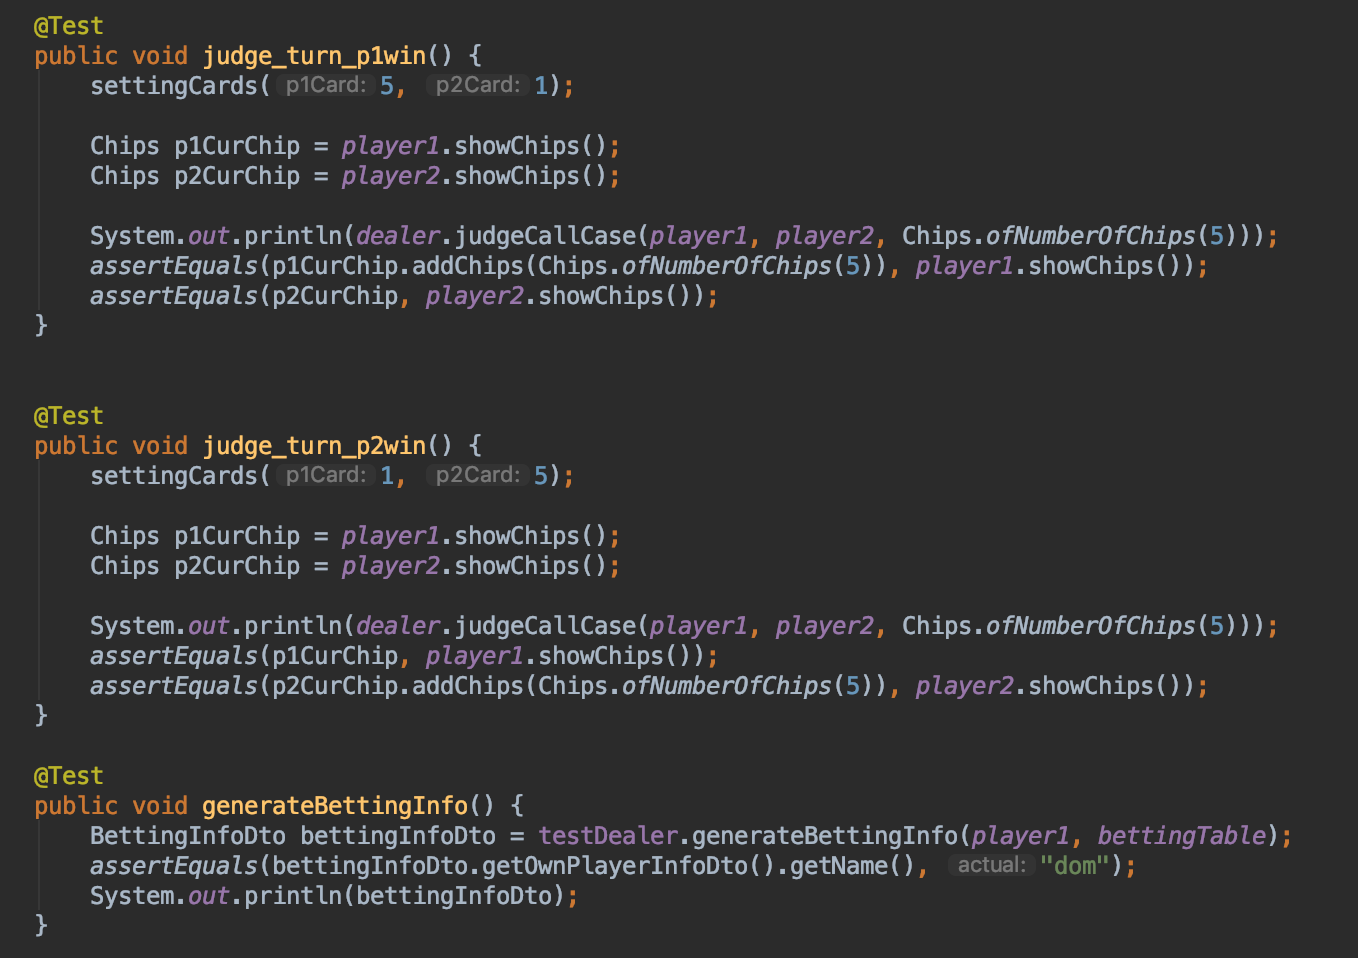 @Test
public void judge_turn_p1win() {
    settingCards( p1Card: 5, p2Card: 1);

    Chips p1CurChip = player1.showChips();
    Chips p2CurChip = player2.showChips();

    System.out.println(dealer.judgeCallCase(player1, player2, Chips.ofNumberOfChips(5)));
    assertEquals(p1CurChip.addChips(Chips.ofNumberOfChips(5)), player1.showChips());
    assertEquals(p2CurChip, player2.showChips());
}

@Test
public void judge_turn_p2win() {
    settingCards( p1Card: 1, p2Card: 5);

    Chips p1CurChip = player1.showChips();
    Chips p2CurChip = player2.showChips();

    System.out.println(dealer.judgeCallCase(player1, player2, Chips.ofNumberOfChips(5)));
    assertEquals(p1CurChip, player1.showChips());
    assertEquals(p2CurChip.addChips(Chips.ofNumberOfChips(5)), player2.showChips());
}

@Test
public void generateBettingInfo() {
    BettingInfoDto bettingInfoDto = testDealer.generateBettingInfo(player1, bettingTable);
    assertEquals(bettingInfoDto.getOwnPlayerInfoDto().getName(), actual: "dom");
    System.out.println(bettingInfoDto);
}